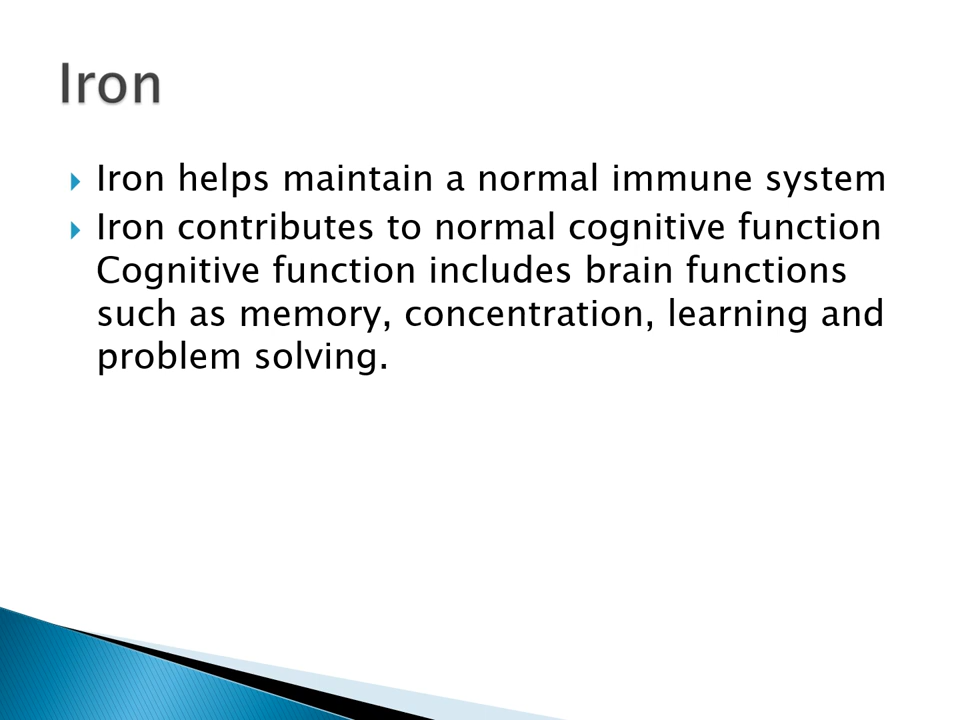 Iron
Iron helps maintain a normal immune system
Iron contributes to normal cognitive function
Cognitive function includes brain functions
such as memory, concentration, learning and
problem solving.